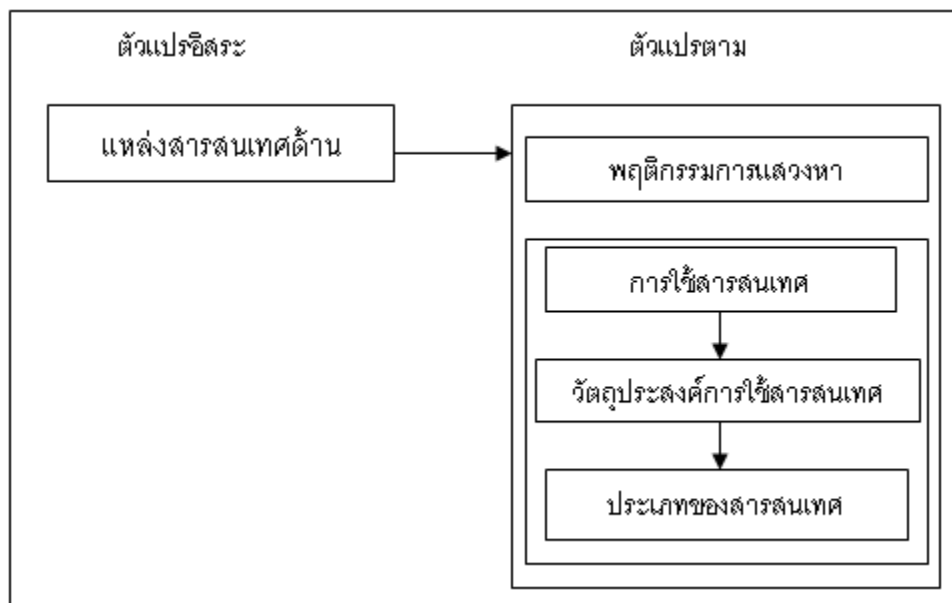 ตัวแปรอิสระ
ตัวแปรตาม
แหล่งสารสนเทศด้าน
พฤติกรรมการแสวงหา
การใช้สารสนเทศ
วัตถุประสงค์การใช้สารสนเทศ
ประเภทของสารสนเทศ